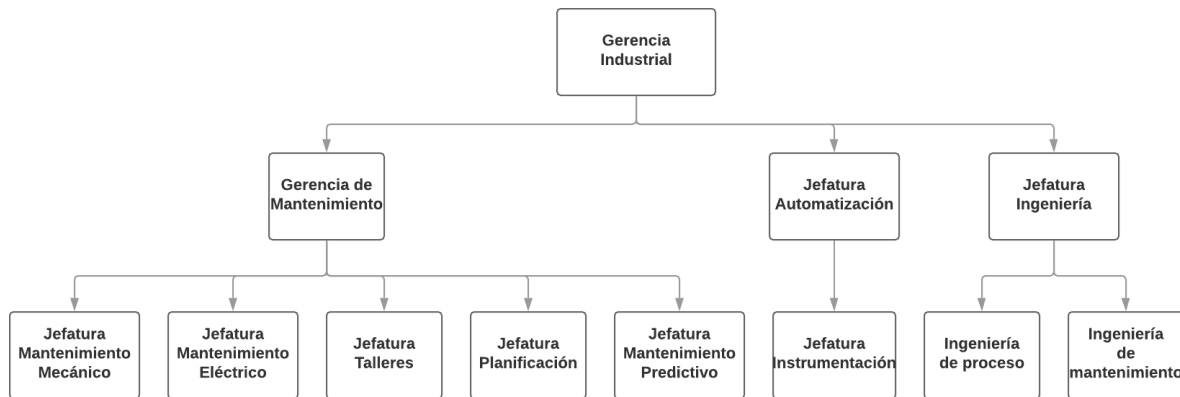 Gerencia
Industrial
Gerencia de
Mantenimiento
Jefatura
Automatización
Jefatura
Ingeniería
Jefatura
Mantenimiento
Mecánico
Jefatura
Mantenimiento
Eléctrico
Jefatura
Talleres
Jefatura
Planificación
Jefatura
Mantenimiento
Predictivo
Jefatura
Instrumentación
Ingeniería
de proceso
Ingeniería
de
mantenimiento